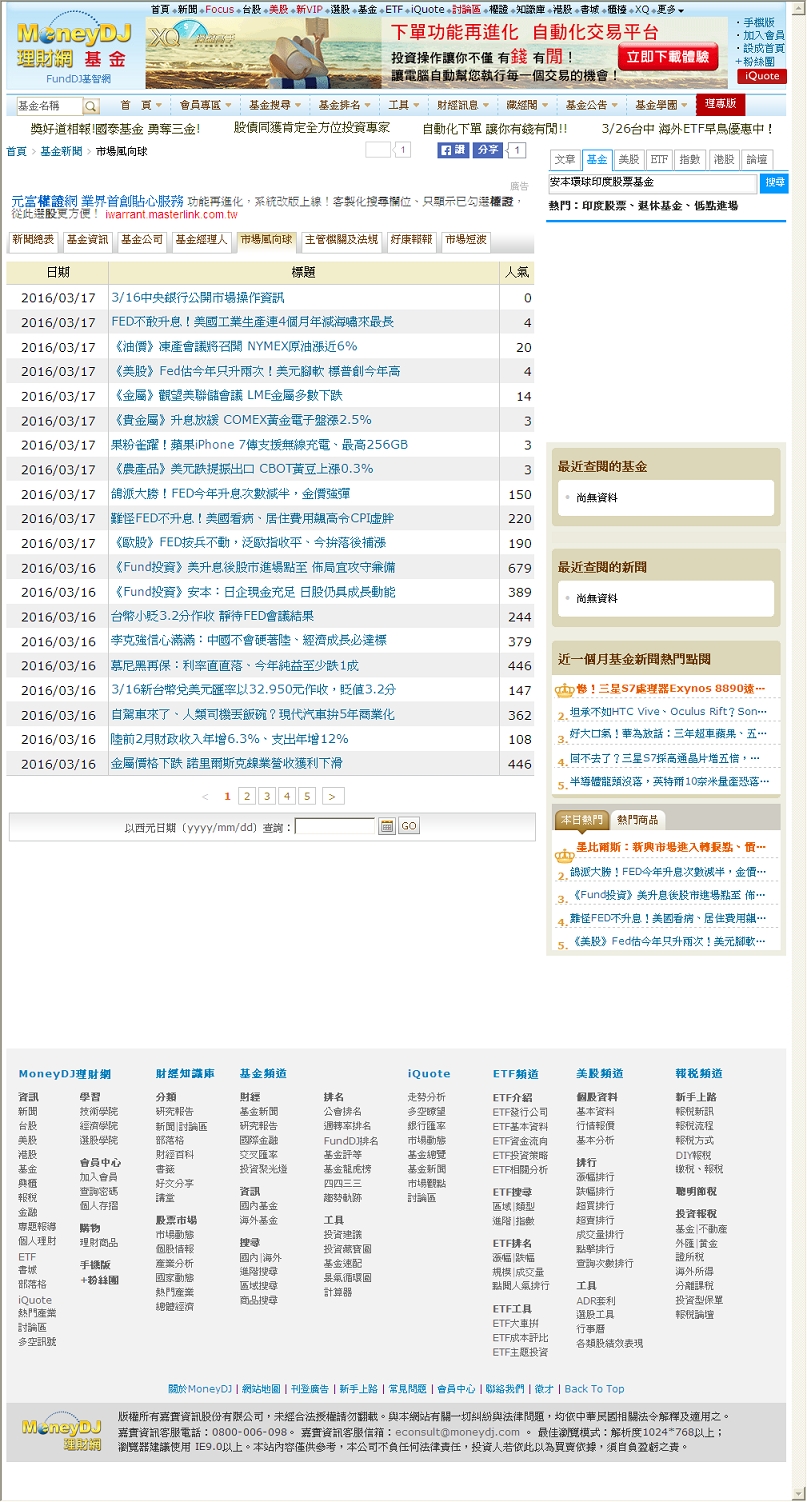 首頁 新聞 Focus 台股 美股 新VIP 選股 基金 ETF iQuote 討論區 權證 知識庫 港股 書城 櫃檯 XQ 更多
MoneyDJ
理財網 基金
FundDJ基智網
XQ
下單功能再進化 自動化交易平台
投資操作讓你不僅 有錢 有閒！
讓電腦自動幫您執行每一個交易的機會！
立即下載體驗
手機版
加入會員
設成首頁
+粉絲團
iQuote
基金名稱 首 頁 會員專區 基金搜尋 基金排名 工具 財經訊息 藏經閣 基金公告 基金學園 理專版
獎好運相報!國泰基金 勇奪三金! 股債同獲肯定全方位投資專家 自動化下單 讓你有錢有閒!! 3/26台中 海外ETF早鳥優惠中！
首頁 > 基金新聞 > 市場風向球
1 讚 分享 1
文章 基金 美股 ETF 指數 港股 論壇
安本環球印度股票基金 搜尋
熱門：印度股票、退休基金、低點進場
廣告
元富權證網 業界首創貼心服務 功能再進化，系統改版上線！客製化搜尋欄位、只顯示已勾選權證，
從此選股更方便！ iwarrant.masterlink.com.tw
新聞總表 基金資訊 基金公司 基金經理人 市場風向球 主管機關及法規 好康報報 市場短波
日期 標題 人氣
2016/03/17 3/16中央銀行公開市場操作資訊 0
2016/03/17 FED不敢升息！美國工業生產連4個月年減海嘯來最長 4
2016/03/17 《油價》凍產會議將召開 NYMEX原油漲近6% 20
2016/03/17 《美股》Fed估今年只升兩次！美元腳軟 標普創今年高 4
2016/03/17 《金屬》觀望美聯儲會議 LME金屬多數下跌 14
2016/03/17 《貴金屬》升息放緩 COMEX黃金電子盤漲2.5% 3
2016/03/17 果粉雀躍！蘋果iPhone 7傳支援無線充電、最高256GB 3
2016/03/17 《農產品》美元跌提振出口 CBOT黃豆上漲0.3% 3
2016/03/17 鴿派大勝！FED今年升息次數減半，金價強彈 150
2016/03/17 難怪FED不升息！美國看病、居住費用飆高令CPI虛胖 220
2016/03/17 《歐股》FED按兵不動，泛歐指收平、今拚落後補漲 190
2016/03/16 《Fund投資》美升息後股市進場點至 佈局宜攻守兼備 679
2016/03/16 《Fund投資》安本：日企現金充足 日股仍具成長動能 389
2016/03/16 台幣小貶3.2分作收 靜待FED會議結果 244
2016/03/16 李克強信心滿滿：中國不會硬著陸、經濟成長必達標 379
2016/03/16 慕尼黑再保：利率直直落、今年純益至少跌1成 446
2016/03/16 3/16新台幣兌美元匯率以32.950元作收，貶值3.2分 147
2016/03/16 自駕車來了、人類司機丟飯碗？現代汽車拚5年商業化 362
2016/03/16 陸前2月財政收入年增6.3%、支出年增12% 108
2016/03/16 金屬價格下跌 諾里爾斯克鎳業營收獲利下滑 446
< 1 2 3 4 5 >
以西元日期（yyyy/mm/dd）查詢： GO
最近查閱的基金
尚無資料
最近查閱的新聞
尚無資料
近一個月基金新聞熱門點閱
慘！三星S7處理器Exynos 8890遜…
2. 坦承不如HTC Vive、Oculus Rift？Son…
3. 好大口氣！華為放話：三年超車蘋果、五…
4. 回不去了？三星S7採高通晶片增五倍，…
5. 半導體龍頭沒落，英特爾10奈米量產恐落…
本日熱門 熱門商品
墨比爾斯：新興市場進入轉捩點、價…
2. 鴿派大勝！FED今年升息次數減半，金價…
3. 《Fund投資》美升息後股市進場點至 佈…
4. 難怪FED不升息！美國看病、居住費用飆…
5. 《美股》Fed估今年只升兩次！美元腳軟…
MoneyDJ理財網
資訊
新聞
台股
美股
港股
基金
興櫃
報稅
金融
專題報導
個人理財
ETF
書城
部落格
iQuote
熱門產業
討論區
多空訊號
學習
技術學院
經濟學院
選股學院
會員中心
加入會員
查詢密碼
個人存摺
購物
理財商品
手機版
+粉絲團
財經知識庫
分類
研究報告
新聞|討論區
部落格
財經百科
書籤
好文分享
講堂
股票市場
市場動態
個股情報
產業分析
國家動態
熱門產業
總體經濟
基金頻道
財經
基金新聞
研究報告
國際金融
交叉匯率
投資聚光燈
資訊
國內基金
海外基金
搜尋
國內|海外
進階搜尋
區域搜尋
商品搜尋
排名
公會排名
週轉率排名
FundDJ排名
基金評等
基金龍虎榜
四四三三
趨勢軌跡
工具
投資建議
投資藏寶圖
基金速配
景氣循環圖
計算器
iQuote
走勢分析
多空瞭望
銀行匯率
市場動態
基金總覽
基金新聞
市場觀點
討論區
ETF頻道
ETF介紹
ETF發行公司
ETF基本資料
ETF資金流向
ETF投資策略
ETF相關分析
ETF搜尋
區域|類型
進階|指數
ETF排名
漲幅|跌幅
規模|成交量
點閱人氣排行
ETF工具
ETF大車拚
ETF成本評比
ETF主題投資
美股頻道
個股資料
基本資料
行情報價
基本分析
排行
漲幅排行
跌幅排行
超買排行
超賣排行
成交量排行
點擊排行
查詢次數排行
工具
ADR套利
選股工具
行事曆
各類股績效表現
報稅頻道
新手上路
報稅新訊
報稅流程
報稅方式
DIY報稅
繳稅、報稅
聰明節稅
投資報稅
基金|不動產
外匯|黃金
證所稅
海外所得
分離課稅
投資型保單
報稅論壇
關於MoneyDJ | 網站地圖 | 刊登廣告 | 新手上路 | 常見問題 | 會員中心 | 聯絡我們 | 徵才 | Back To Top
MoneyDJ
理財網
版權所有嘉實資訊股份有限公司，未經合法授權請勿翻載。與本網站有關一切糾紛與法律問題，均依中華民國相關法令解釋及適用之。
嘉實資訊客服電話：0800-006-098。 嘉實資訊客服信箱：econsult@moneydj.com 。 最佳瀏覽模式：解析度1024*768以上；
瀏覽器建議使用 IE9.0以上。本站內容僅供參考，本公司不負任何法律責任，投資人若依此以為買賣依據，須自負盈虧之責。